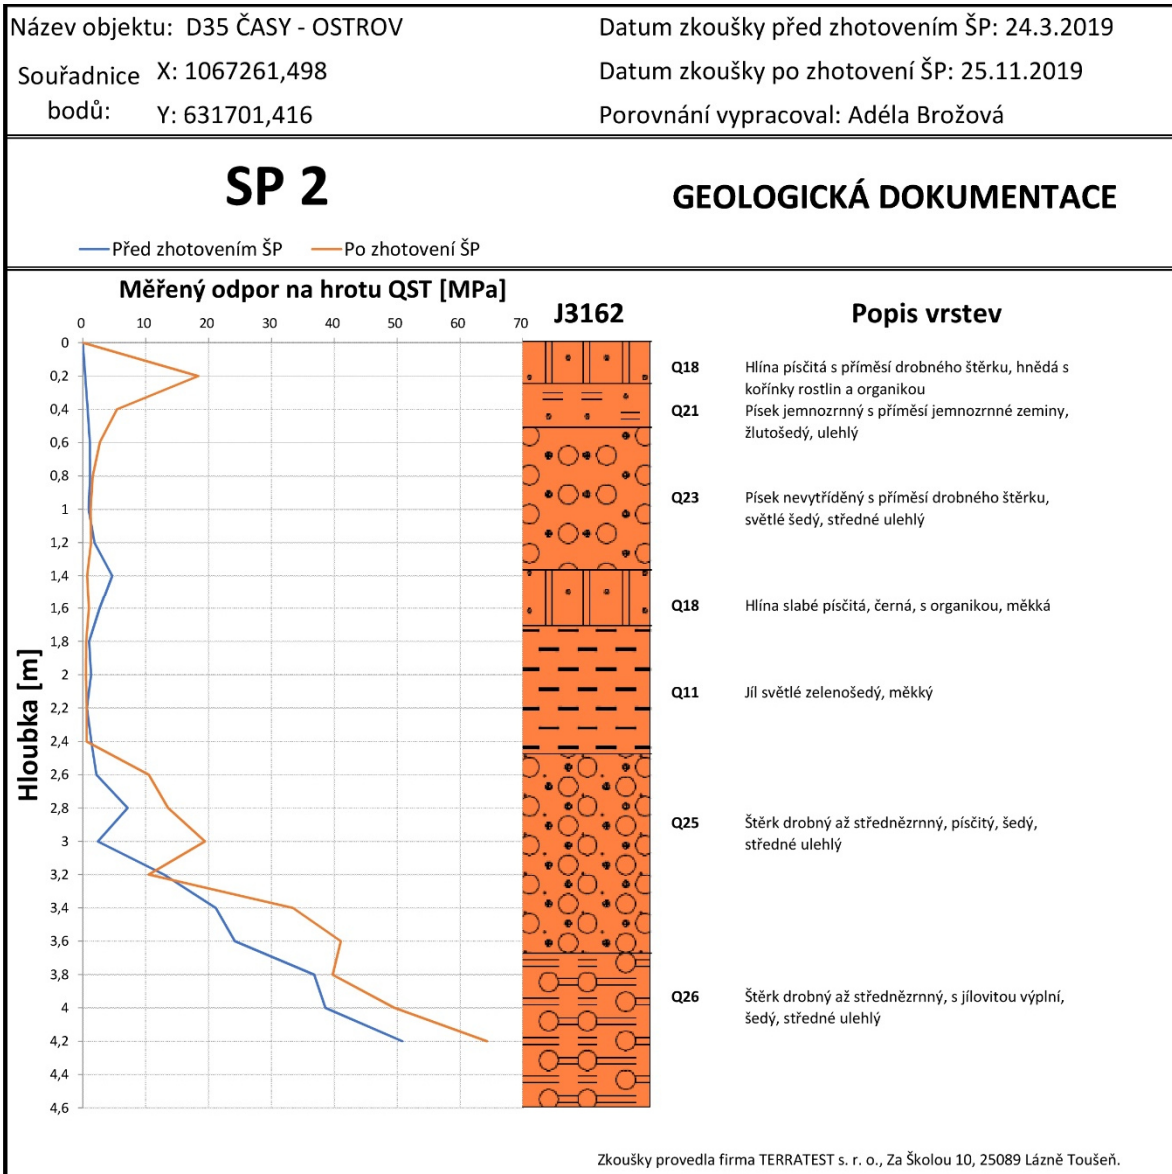 Název objektu: D35 ČASY - OSTROV
Datum zkoušky před zhotovením ŠP: 24.3.2019
Souřadnice bodů:
X: 1067261,498
Datum zkoušky po zhotovení ŠP: 25.11.2019
Y: 631701,416
Porovnání vypracoval: Adéla Brožová
SP 2
GEOLOGICKÁ DOKUMENTACE
Před zhotovením ŠP
Po zhotovení ŠP
Měřený odpor na hrotu QST [MPa]
J3162
Popis vrstev
0 10 20 30 40 50 60 70
Hloubka [m]
0
0,2
0,4
0,6
0,8
1
1,2
1,4
1,6
1,8
2
2,2
2,4
2,6
2,8
3
3,2
3,4
3,6
3,8
4
4,2
4,4
4,6
Q18 Hlína písčitá s příměsí drobného štěrku, hnědá s
kořínky rostlin a organikou
Q21 Písek jemnozrnný s příměsí jemnozrnné zeminy,
žlutošedý, ulehlý
Q23 Písek nevytříděný s příměsí drobného štěrku,
světlé šedý, středné ulehlý
Q18 Hlína slabé písčitá, černá, s organikou, měkká
Q11 Jíl světlé zelenošedý, měkký
Q25 Štěrk drobný až střednězrnný, písčitý, šedý,
středné ulehlý
Q26 Štěrk drobný až střednězrnný, s jílovitou výplní,
šedý, středné ulehlý
Zkoušky provedla firma TERRATEST s. r. o., Za Školou 10, 25089 Lázně Toušeň.